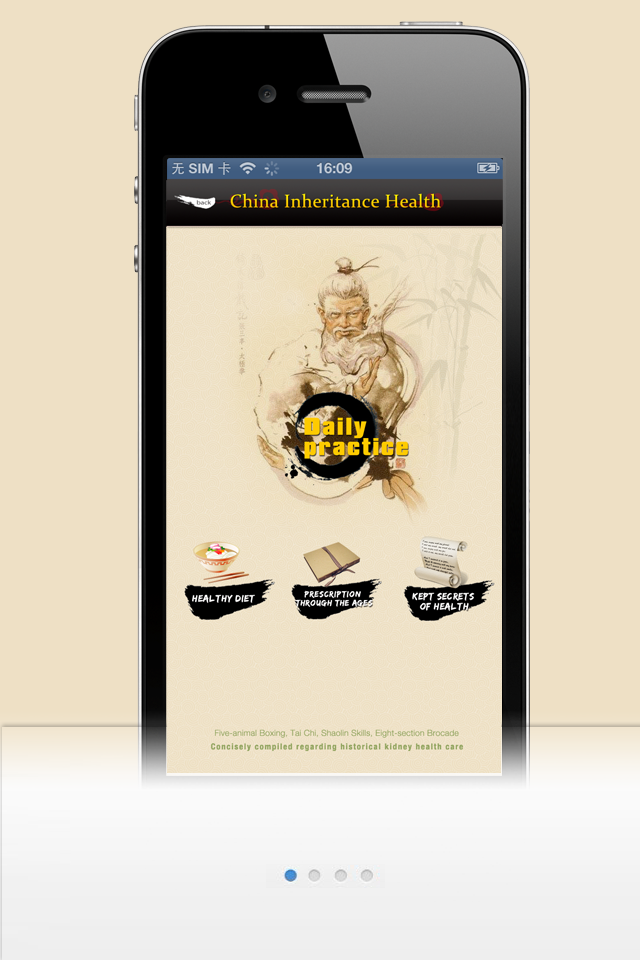 无 SIM 卡
16:09
back
China Inheritance Health
Daily
practice
HEALTHY DIET
PRESCRIPTION
THROUGH THE AGES
KEPT SECRETS
OF HEALTH
Five-animal Boxing, Tai Chi, Shaolin Skills, Eight-section Brocade
Concisely compiled regarding historical kidney health care